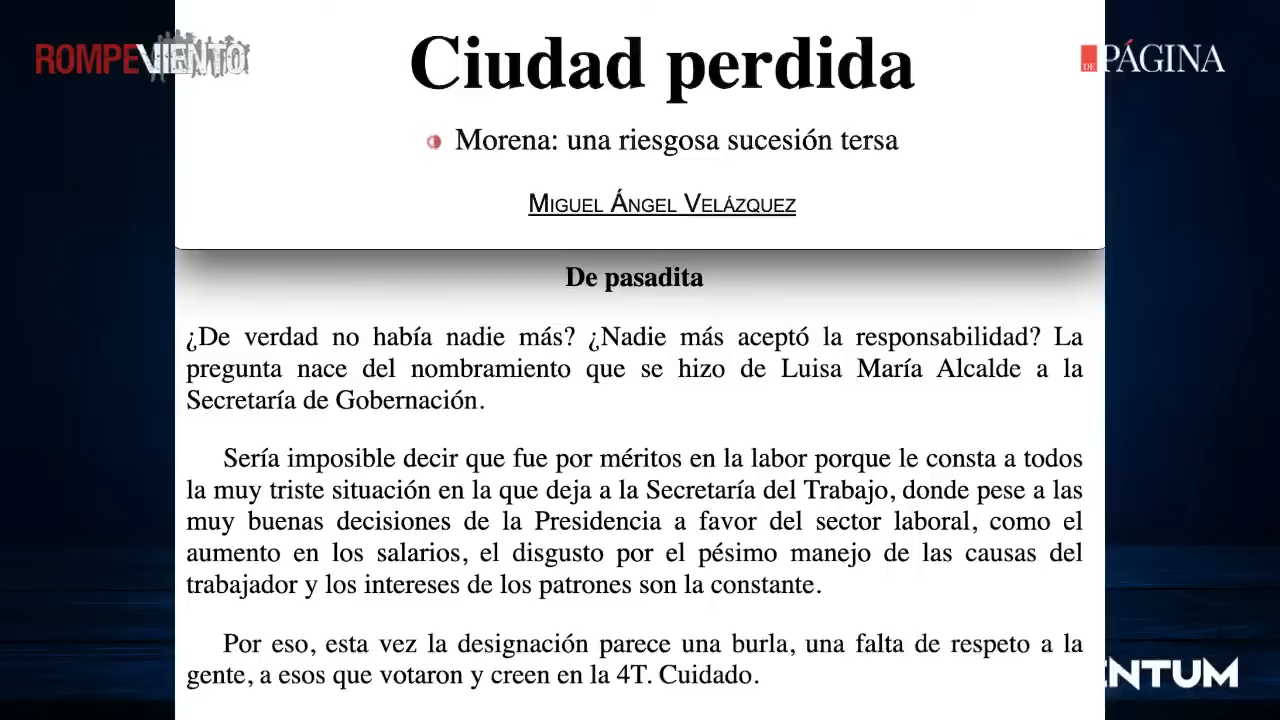 ROMPEVIENTO
DE PÁGINA
Ciudad perdida
Morena: una riesgosa sucesión tersa
Miguel Ángel Velázquez
De pasadita
¿De verdad no había nadie más? ¿Nadie más aceptó la responsabilidad? La
pregunta nace del nombramiento que se hizo de Luisa María Alcalde a la
Secretaría de Gobernación.
Sería imposible decir que fue por méritos en la labor porque le consta a todos
la muy triste situación en la que deja a la Secretaría del Trabajo, donde pese a las
muy buenas decisiones de la Presidencia a favor del sector laboral, como el
aumento en los salarios, el disgusto por el pésimo manejo de las causas del
trabajador y los intereses de los patrones son la constante.
Por eso, esta vez la designación parece una burla, una falta de respeto a la
gente, a esos que votaron y creen en la 4T. Cuidado.
ENTUM